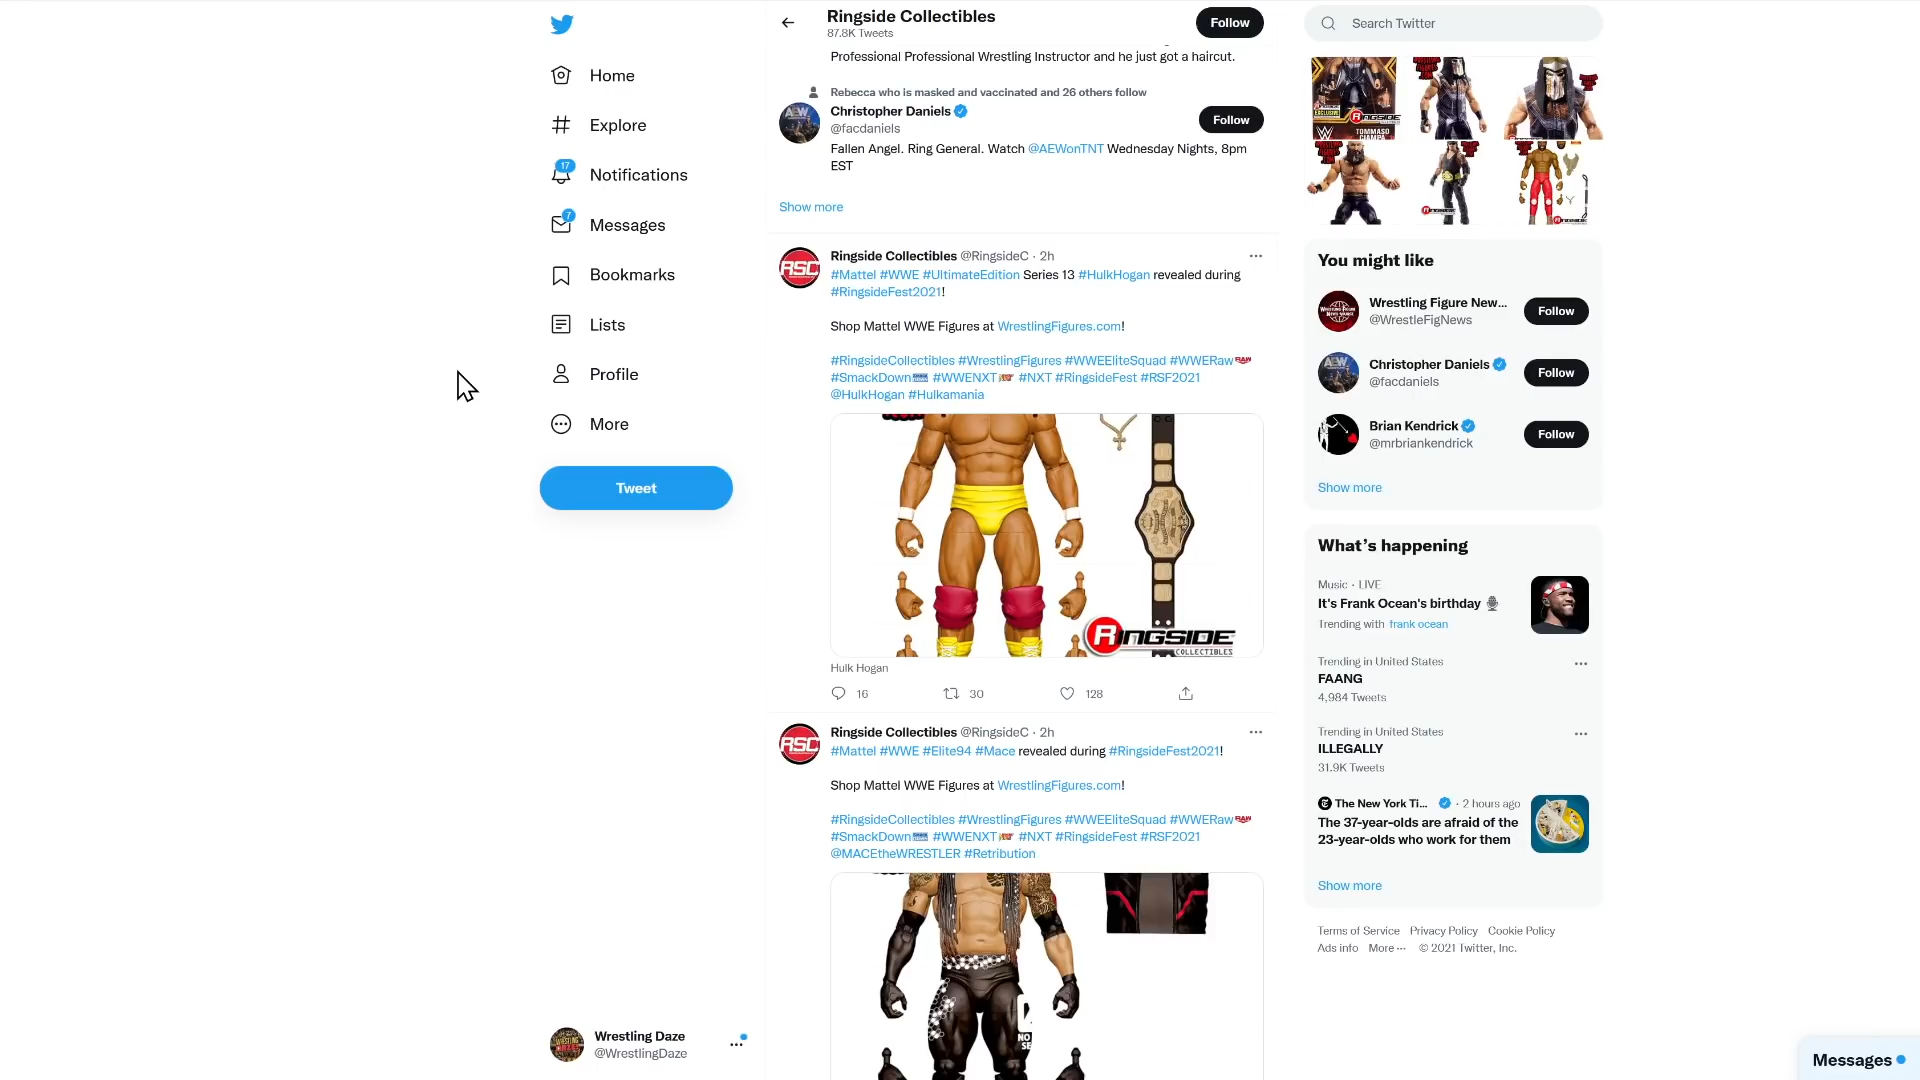 Home
Explore
17
Notifications
7
Messages
Bookmarks
Lists
Profile
More
Tweet
Wrestling Daze
@WrestlingDaze
Ringside Collectibles
87.8K Tweets
Follow
Professional Professional Wrestling Instructor and he just got a haircut.
Rebecca who is masked and vaccinated and 26 others follow
Christopher Daniels
@facdaniels
Follow
Fallen Angel. Ring General. Watch @AEWonTNT Wednesday Nights, 8pm
EST
Show more
RSC
Ringside Collectibles @RingsideC · 2h
#Mattel #WWE #UltimateEdition Series 13 #HulkHogan revealed during
#RingsideFest2021!
Shop Mattel WWE Figures at WrestlingFigures.com!
#RingsideCollectibles #WrestlingFigures #WWEEliteSquad #WWERaw
#SmackDown #WWENXT #NXT #RingsideFest #RSF2021
@HulkHogan #Hulkamania
RINGSIDE
COLLECTIBLES
Hulk Hogan
16 30 128
RSC
Ringside Collectibles @RingsideC · 2h
#Mattel #WWE #Elite94 #Mace revealed during #RingsideFest2021!
Shop Mattel WWE Figures at WrestlingFigures.com!
#RingsideCollectibles #WrestlingFigures #WWEEliteSquad #WWERaw
#SmackDown #WWENXT #NXT #RingsideFest #RSF2021
@MACEtheWRESTLER #Retribution
NO
Search Twitter
RINGSIDE
TOMMASO
CIAMPA
You might like
Wrestling Figure New...
@WrestleFigNews
Follow
Christopher Daniels
@facdaniels
Follow
Brian Kendrick
@mrbriankendrick
Follow
Show more
What's happening
Music · LIVE
It's Frank Ocean's birthday
Trending with frank ocean
Trending in United States
FAANG
4,984 Tweets
Trending in United States
ILLEGALLY
31.9K Tweets
The New York Ti... · 2 hours ago
The 37-year-olds are afraid of the
23-year-olds who work for them
Show more
Terms of Service Privacy Policy Cookie Policy
Ads info More ··· © 2021 Twitter, Inc.
Messages